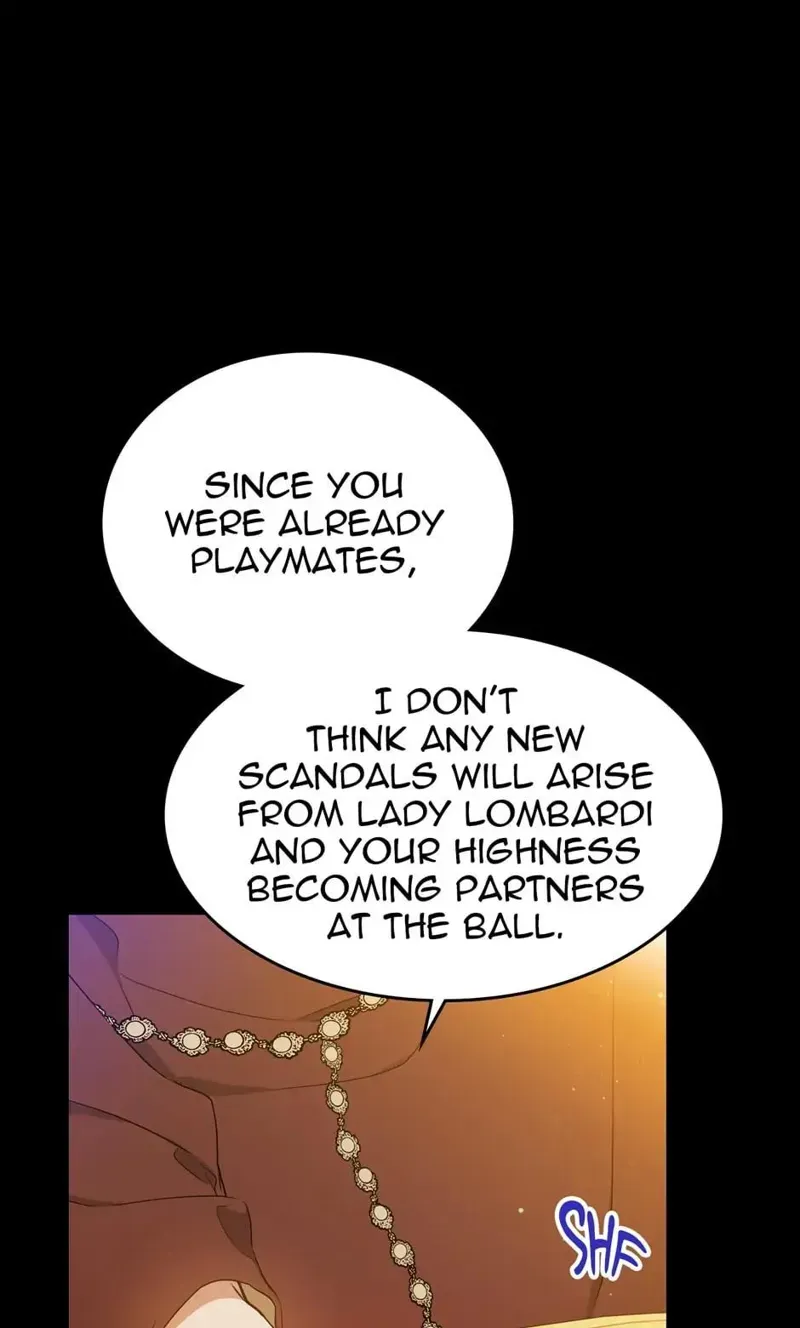 SINCE YOU
WERE ALREADY
PLAYMATES,
I DON'T
THINK ANY NEW
SCANDALS WILL ARISE
FROM LADY LOMBARDI
AND YOUR HIGHNESS
BECOMING PARTNERS
AT THE BALL.
SHF